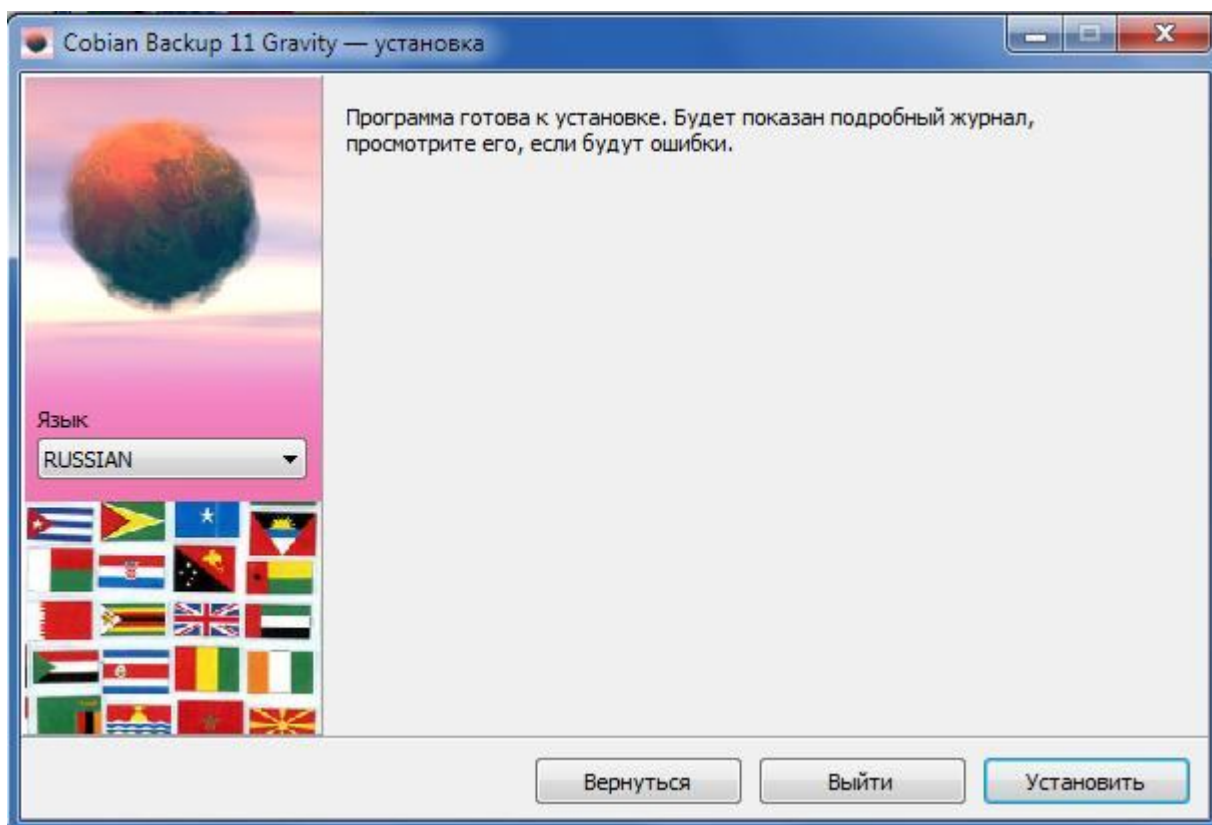 Cobian Backup 11 Gravity — установка
Программа готова к установке. Будет показан подробный журнал,
просмотрите его, если будут ошибки.
Язык
RUSSIAN
Вернуться
Выйти
Установить